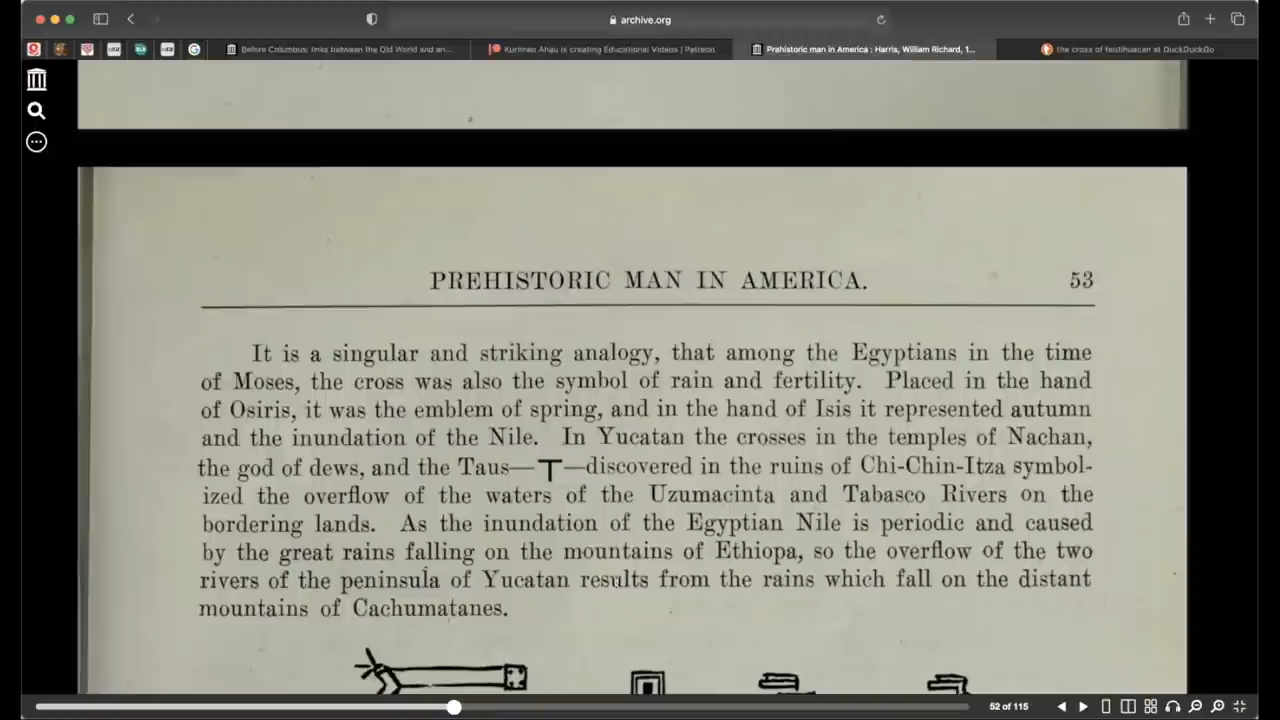 archive.org
Before Columbus: links between the Old World and an...
Kurimeo Ahau is creating Educational Videos | Patreon
Prehistoric man in America : Harris, William Richard, 1...
the cross of teotihuacan at DuckDuckGo
PREHISTORIC MAN IN AMERICA. 53
It is a singular and striking analogy, that among the Egyptians in the time
of Moses, the cross was also the symbol of rain and fertility. Placed in the hand
of Osiris, it was the emblem of spring, and in the hand of Isis it represented autumn
and the inundation of the Nile. In Yucatan the crosses in the temples of Nachan,
the god of dews, and the Taus—T—discovered in the ruins of Chi-Chin-Itza symbol-
ized the overflow of the waters of the Uzumacinta and Tabasco Rivers on the
bordering lands. As the inundation of the Egyptian Nile is periodic and caused
by the great rains falling on the mountains of Ethiopa, so the overflow of the two
rivers of the peninsula of Yucatan results from the rains which fall on the distant
mountains of Cachumatanes.
52 of 115